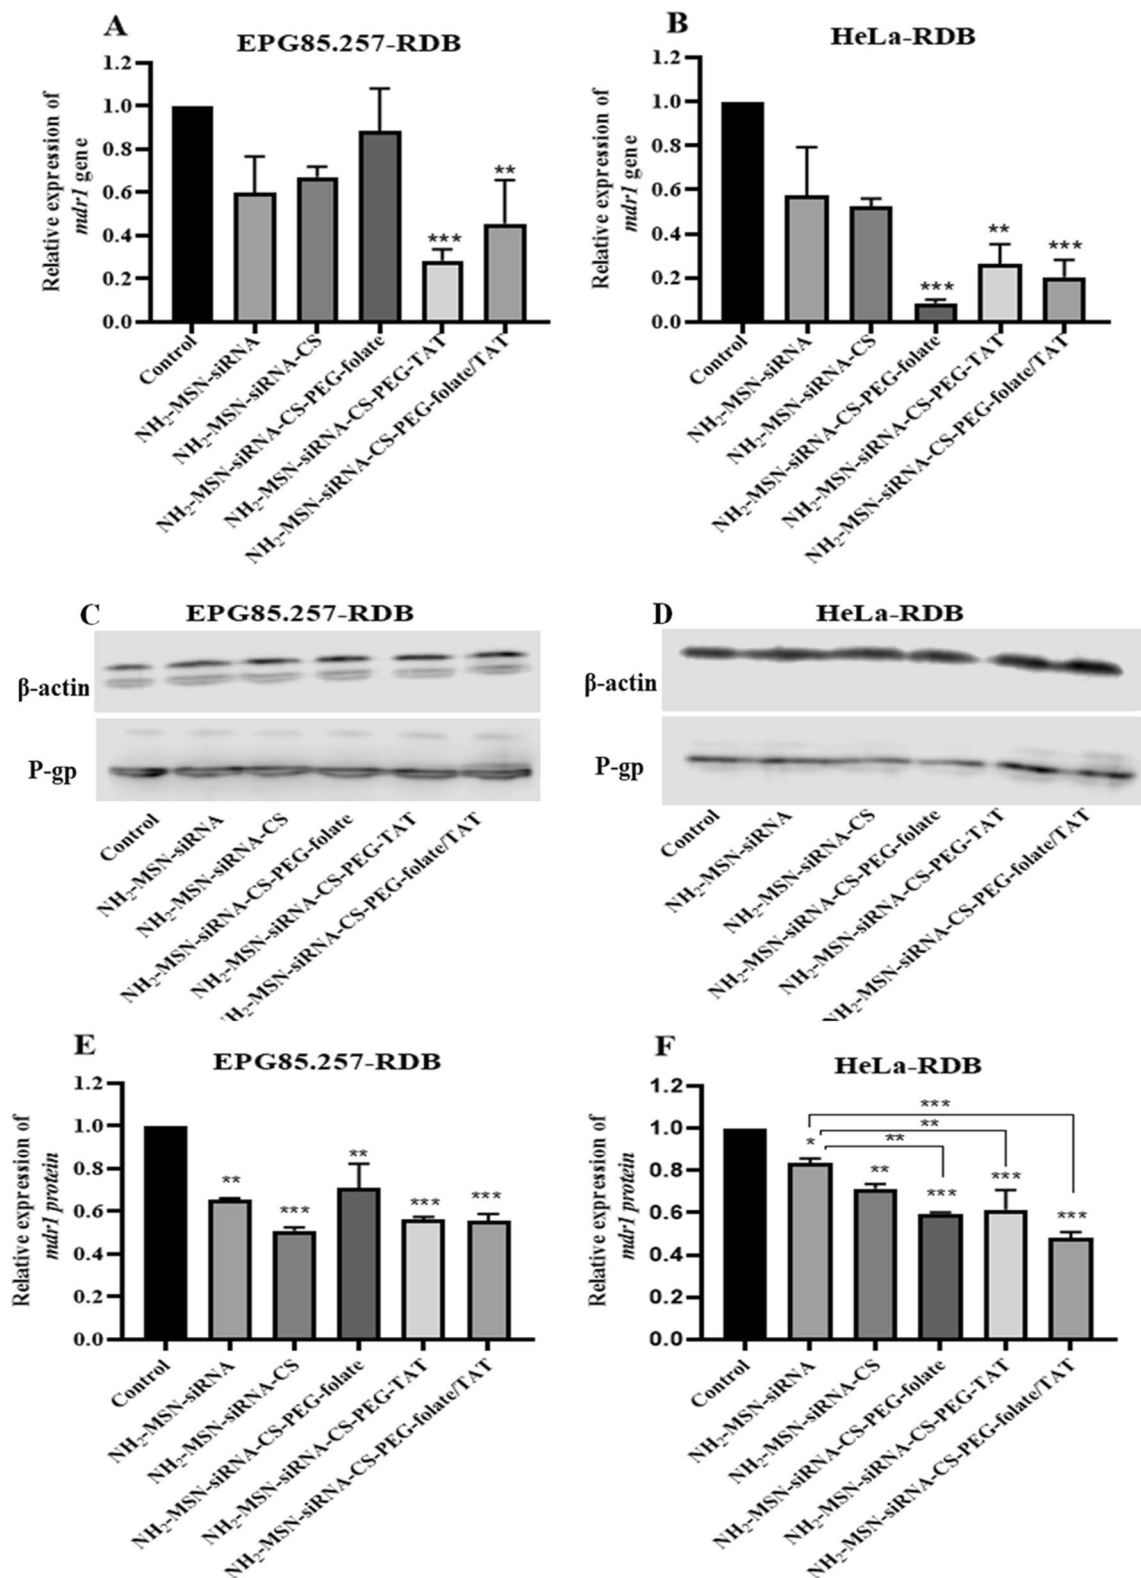 A
EPG85.257-RDB
Relative expression of
mdr1 gene
1.2
1.0
0.8
0.6
0.4
0.2
0.0
***
**
Control
NH2-MSN-siRNA
NH2-MSN-siRNA-CS
NH2-MSN-siRNA-CS-PEG-folate
NH2-MSN-siRNA-CS-PEG-TAT
NH2-MSN-siRNA-CS-PEG-folate/TAT
B
HeLa-RDB
Relative expression of
mdr1 gene
1.2
1.0
0.8
0.6
0.4
0.2
0.0
***
**
***
Control
NH2-MSN-siRNA
NH2-MSN-siRNA-CS
NH2-MSN-siRNA-CS-PEG-folate
NH2-MSN-siRNA-CS-PEG-TAT
NH2-MSN-siRNA-CS-PEG-folate/TAT
C
EPG85.257-RDB
β-actin
P-gp
Control
NH2-MSN-siRNA
NH2-MSN-siRNA-CS
NH2-MSN-siRNA-CS-PEG-folate
NH2-MSN-siRNA-CS-PEG-TAT
NH2-MSN-siRNA-CS-PEG-folate/TAT
D
HeLa-RDB
β-actin
P-gp
Control
NH2-MSN-siRNA
NH2-MSN-siRNA-CS
NH2-MSN-siRNA-CS-PEG-folate
NH2-MSN-siRNA-CS-PEG-TAT
NH2-MSN-siRNA-CS-PEG-folate/TAT
E
EPG85.257-RDB
Relative expression of
mdr1 protein
1.2
1.0
0.8
0.6
0.4
0.2
0.0
**
***
**
***
***
Control
NH2-MSN-siRNA
NH2-MSN-siRNA-CS
NH2-MSN-siRNA-CS-PEG-folate
NH2-MSN-siRNA-CS-PEG-TAT
NH2-MSN-siRNA-CS-PEG-folate/TAT
F
HeLa-RDB
Relative expression of
mdr1 protein
1.2
1.0
0.8
0.6
0.4
0.2
0.0
***
**
**
*
**
***
***
***
Control
NH2-MSN-siRNA
NH2-MSN-siRNA-CS
NH2-MSN-siRNA-CS-PEG-folate
NH2-MSN-siRNA-CS-PEG-TAT
NH2-MSN-siRNA-CS-PEG-folate/TAT